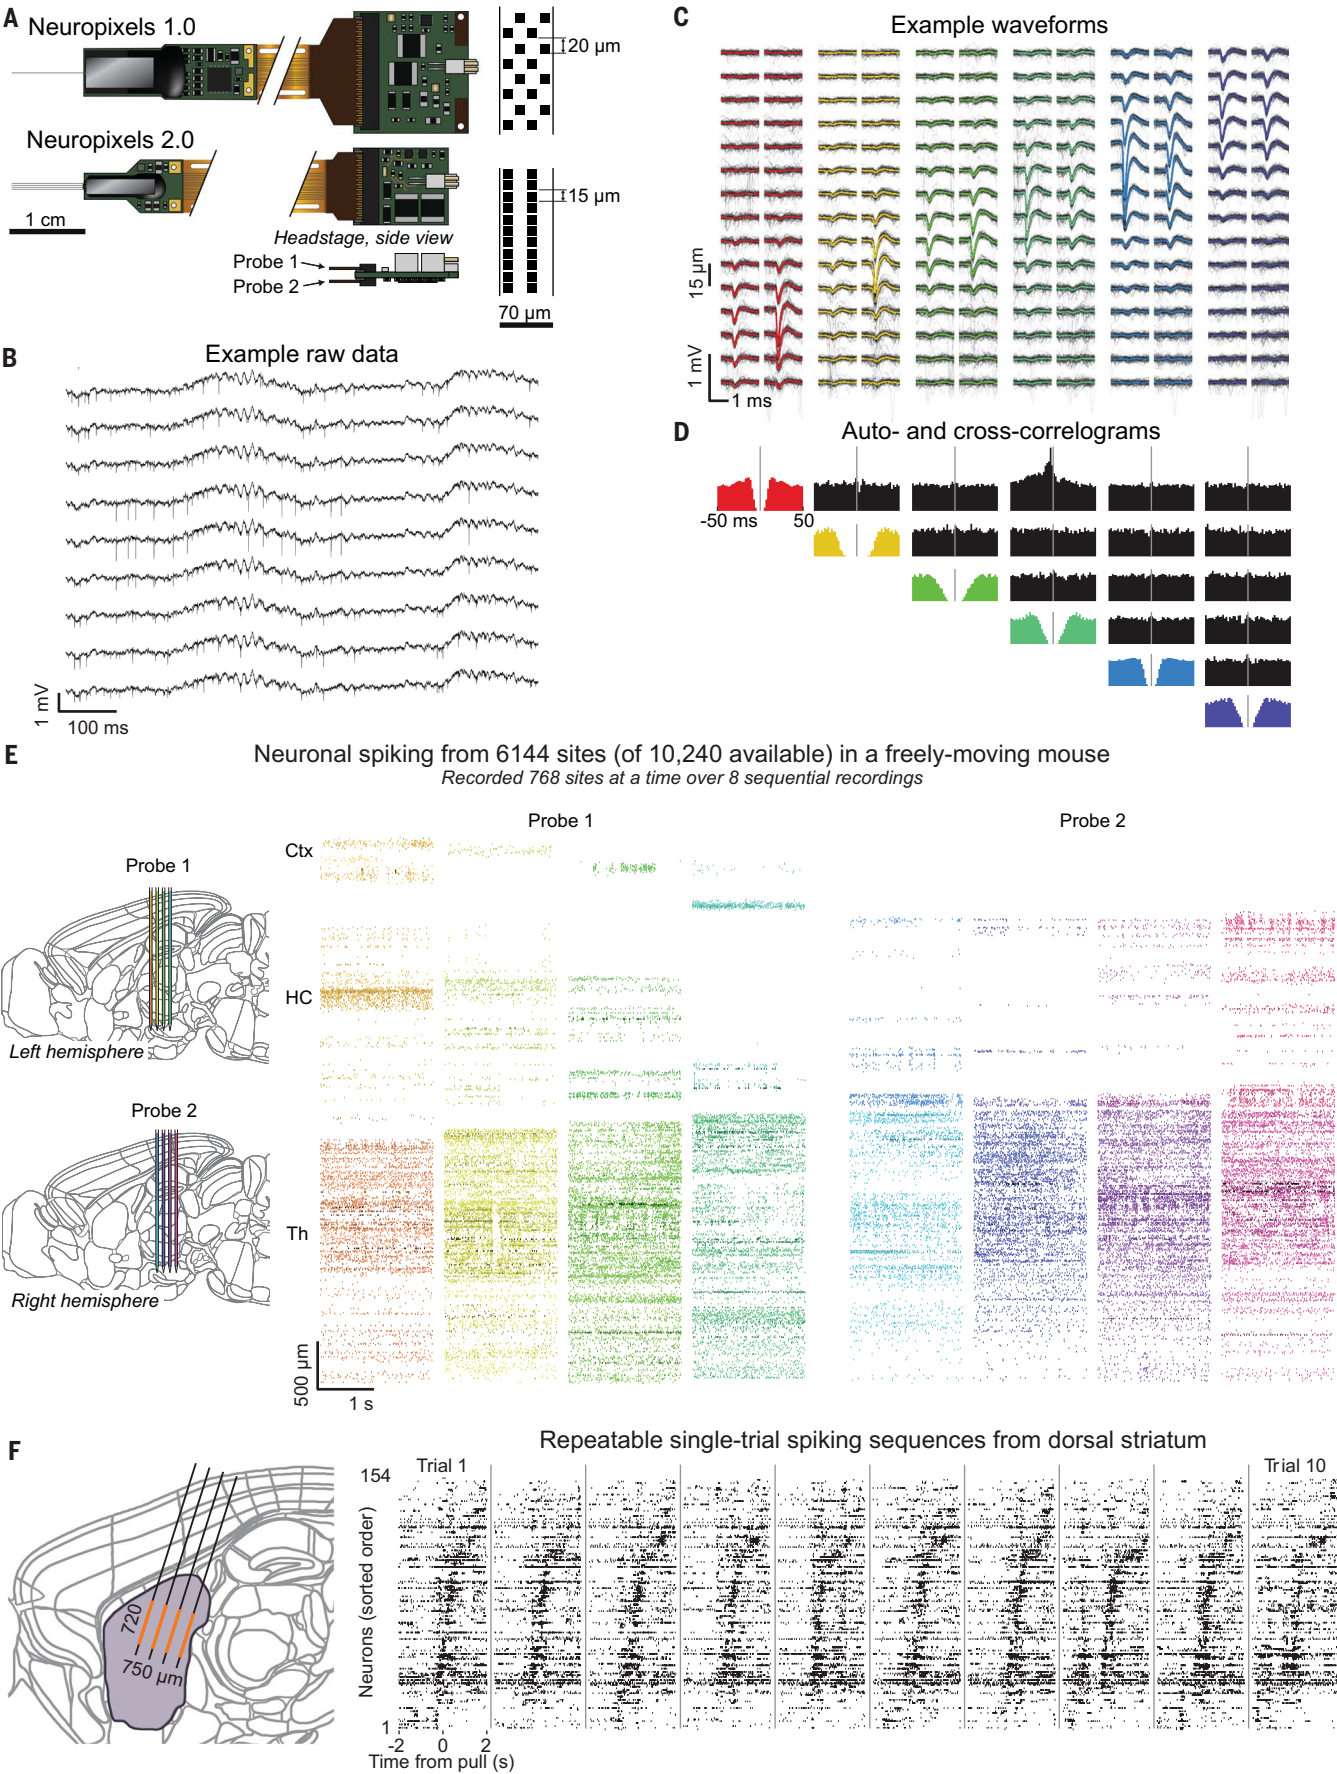 A
Neuropixels 1.0
20 µm
Neuropixels 2.0
15 µm
1 cm
Headstage, side view
Probe 1
Probe 2
70 µm
B
Example raw data
1 mV
100 ms
C
Example waveforms
15 µm
1 mV
1 ms
D
Auto- and cross-correlograms
-50 ms
50
E
Neuronal spiking from 6144 sites (of 10,240 available) in a freely-moving mouse
Recorded 768 sites at a time over 8 sequential recordings
Probe 1
Probe 2
Probe 1
Left hemisphere
Probe 2
Right hemisphere
Ctx
HC
Th
500 µm
1 s
F
720
750 µm
Repeatable single-trial spiking sequences from dorsal striatum
Trial 1
Trial 10
154
Neurons (sorted order)
1
-2
0
2
Time from pull (s)